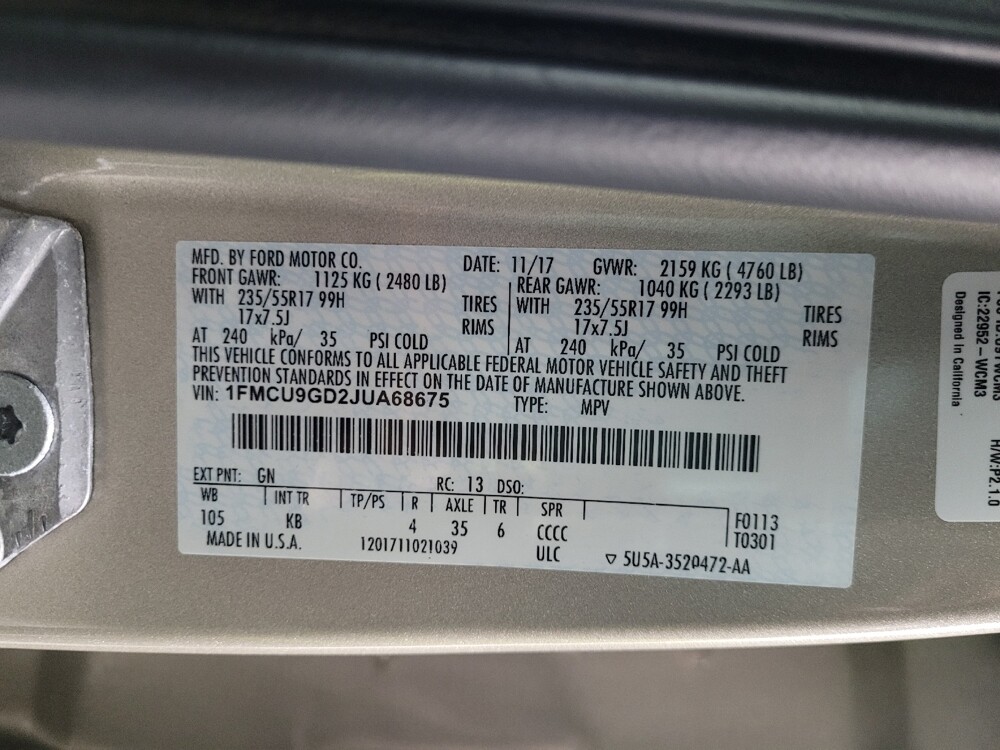 MFD. BY FORD MOTOR CO. DATE: 11/17 GVWR: 2159 KG ( 4760 LB)
FRONT GAWR: 1125 KG ( 2480 LB) REAR GAWR: 1040 KG ( 2293 LB)
WITH 235/55R17 99H TIRES WITH 235/55R17 99H TIRES
17x7.5J RIMS 17x7.5J RIMS
AT 240 kPa/ 35 PSI COLD AT 240 kPa/ 35 PSI COLD
THIS VEHICLE CONFORMS TO ALL APPLICABLE FEDERAL MOTOR VEHICLE SAFETY AND THEFT
PREVENTION STANDARDS IN EFFECT ON THE DATE OF MANUFACTURE SHOWN ABOVE.
VIN: 1FMCU9GD2JUA68675 TYPE: MPV
EXT PNT: GN RC: 13 DSO:
WB INT TR TP/PS R AXLE TR SPR
105 KB 4 35 6 CCCC F0113
T0301
MADE IN U.S.A. 1201711021039 ULC ▽ 5U5A-3520472-AA
IC:22952 – WCM3
Designed in California
H/W:P2.1.0